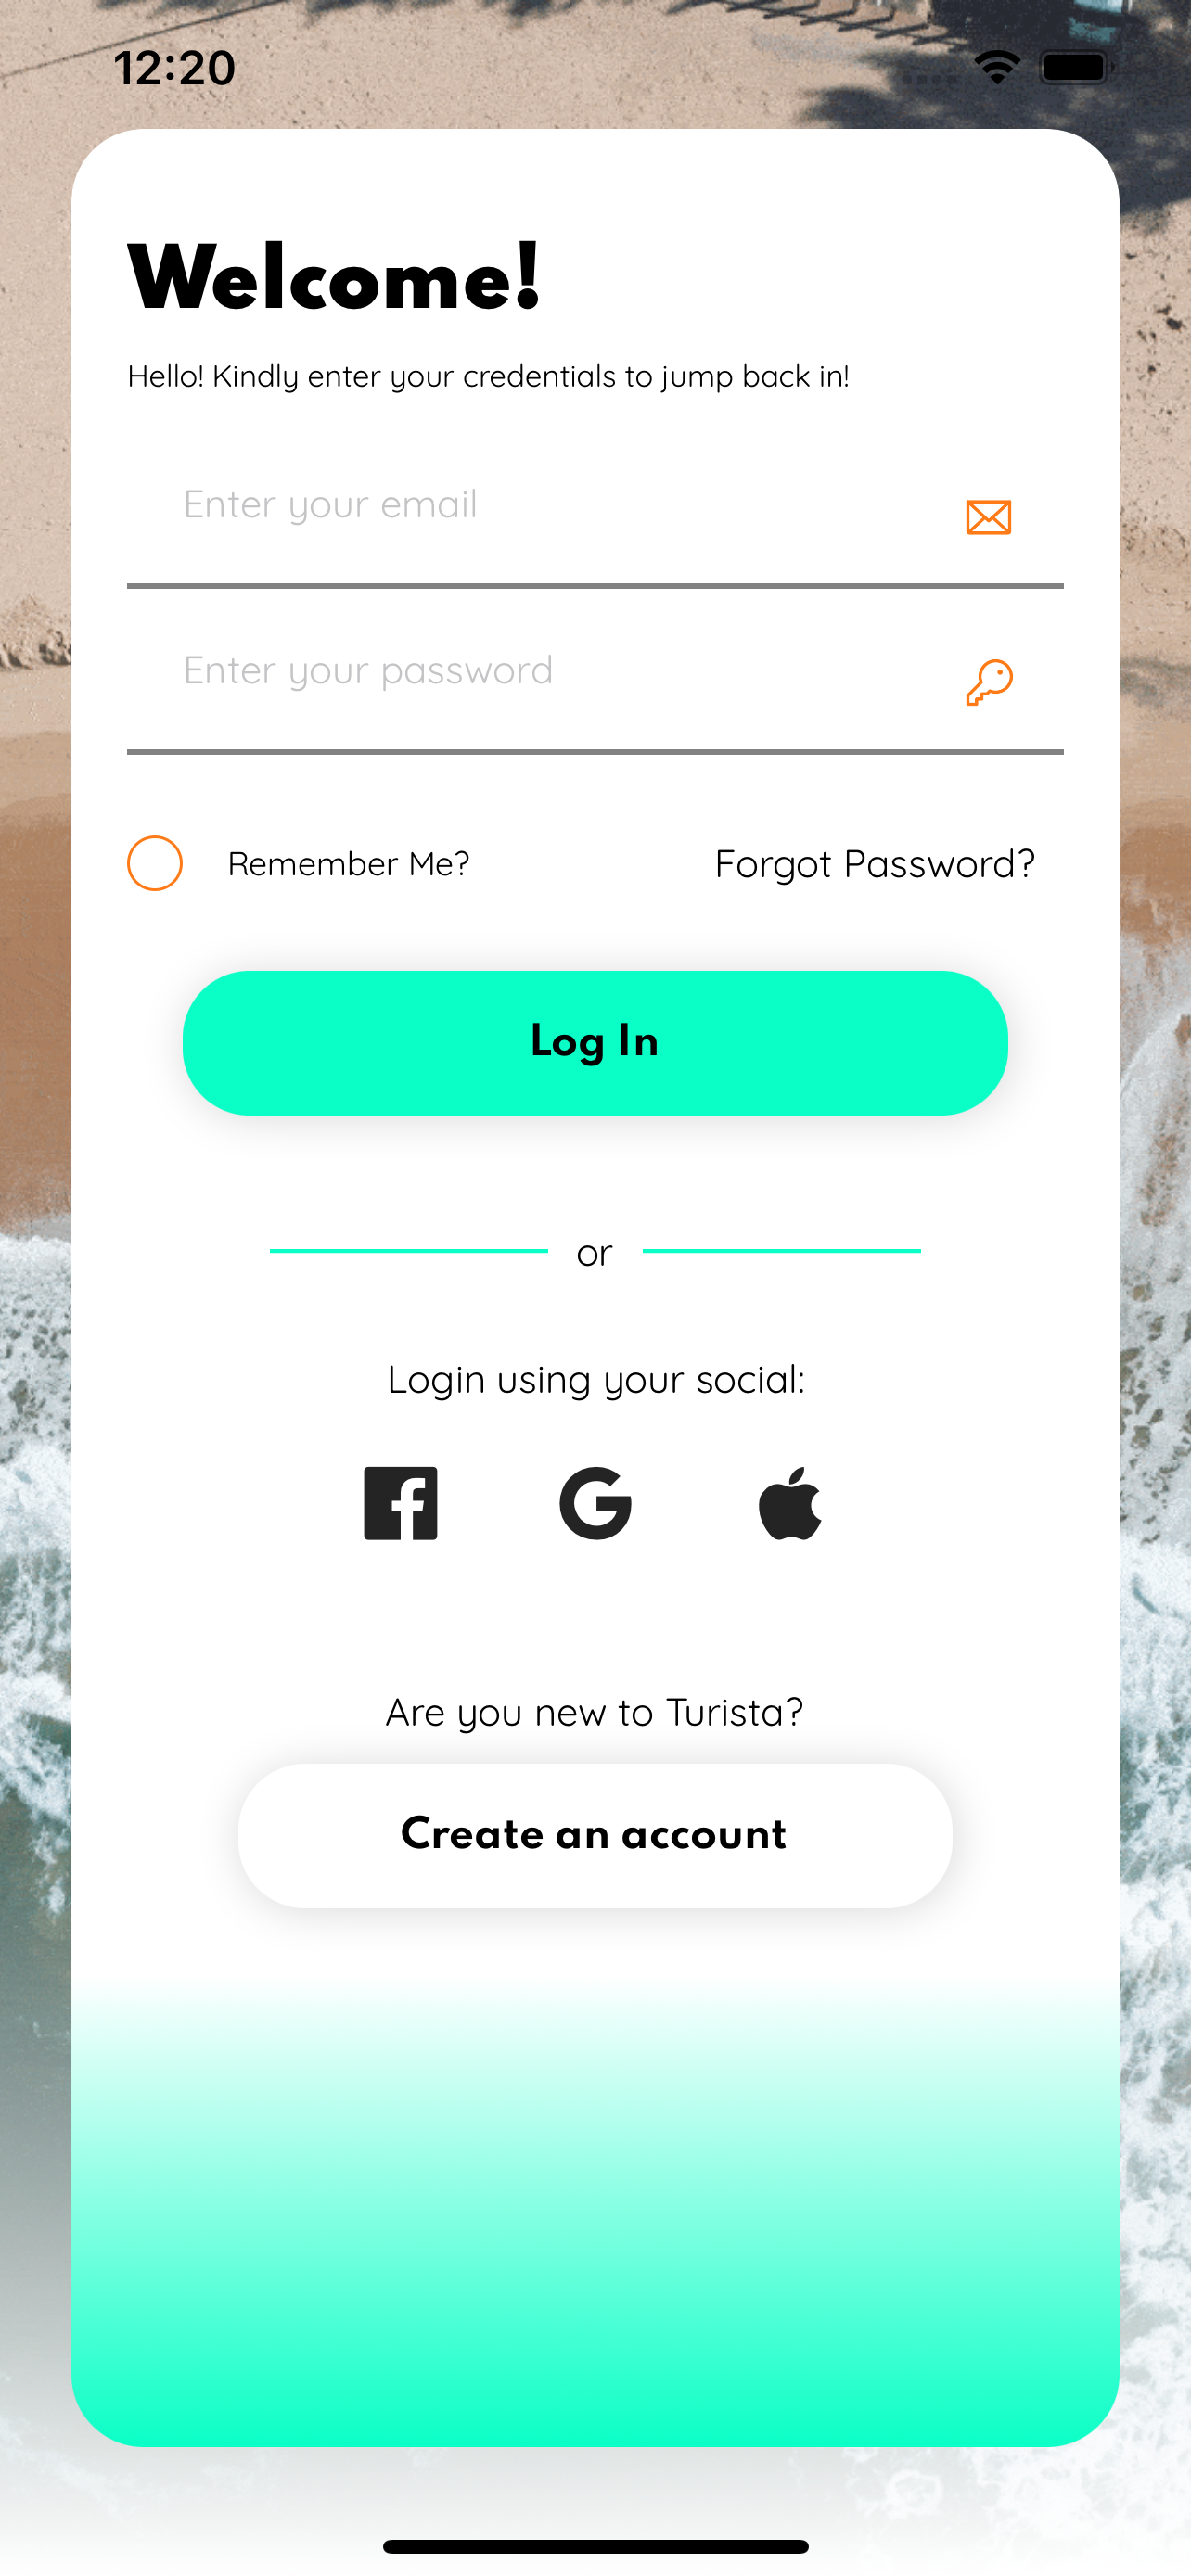 12:20
Welcome!
Hello! Kindly enter your credentials to jump back in!
Enter your email
Enter your password
Remember Me? Forgot Password?
Log In
or
Login using your social:
Are you new to Turista?
Create an account